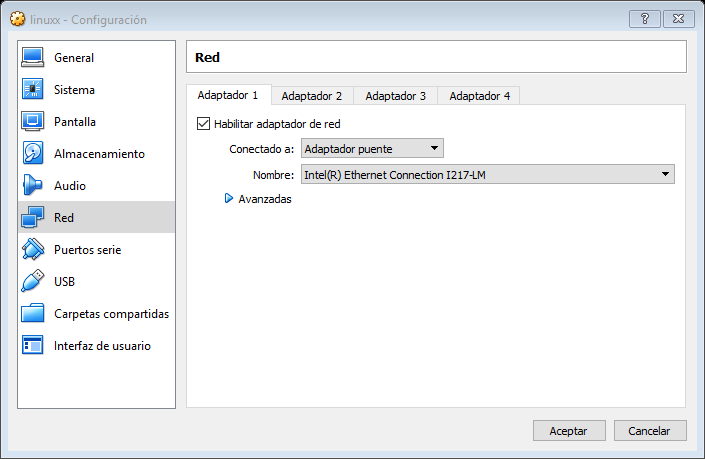 linuxx - Configuración
General
Sistema
Pantalla
Almacenamiento
Audio
Red
Puertos serie
USB
Carpetas compartidas
Interfaz de usuario
Red
Adaptador 1 Adaptador 2 Adaptador 3 Adaptador 4
Habilitar adaptador de red
Conectado a: Adaptador puente
Nombre: Intel(R) Ethernet Connection I217-LM
Avanzadas
Aceptar Cancelar